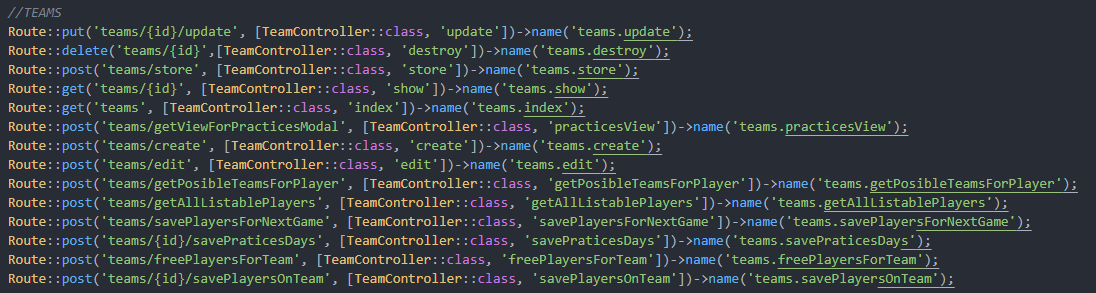 //TEAMS
Route::put('teams/{id}/update', [TeamController::class, 'update'])->name('teams.update');
Route::delete('teams/{id}',[TeamController::class, 'destroy'])->name('teams.destroy');
Route::post('teams/store', [TeamController::class, 'store'])->name('teams.store');
Route::get('teams/{id}', [TeamController::class, 'show'])->name('teams.show');
Route::get('teams', [TeamController::class, 'index'])->name('teams.index');
Route::post('teams/getViewForPracticesModal', [TeamController::class, 'practicesView'])->name('teams.practicesView');
Route::post('teams/create', [TeamController::class, 'create'])->name('teams.create');
Route::post('teams/edit', [TeamController::class, 'edit'])->name('teams.edit');
Route::post('teams/getPosibleTeamsForPlayer', [TeamController::class, 'getPosibleTeamsForPlayer'])->name('teams.getPosibleTeamsForPlayer');
Route::post('teams/getAllListablePlayers', [TeamController::class, 'getAllListablePlayers'])->name('teams.getAllListablePlayers');
Route::post('teams/savePlayersForNextGame', [TeamController::class, 'savePlayersForNextGame'])->name('teams.savePlayersForNextGame');
Route::post('teams/{id}/savePraticesDays', [TeamController::class, 'savePraticesDays'])->name('teams.savePraticesDays');
Route::post('teams/freePlayersForTeam', [TeamController::class, 'freePlayersForTeam'])->name('teams.freePlayersForTeam');
Route::post('teams/{id}/savePlayersOnTeam', [TeamController::class, 'savePlayersOnTeam'])->name('teams.savePlayersOnTeam');